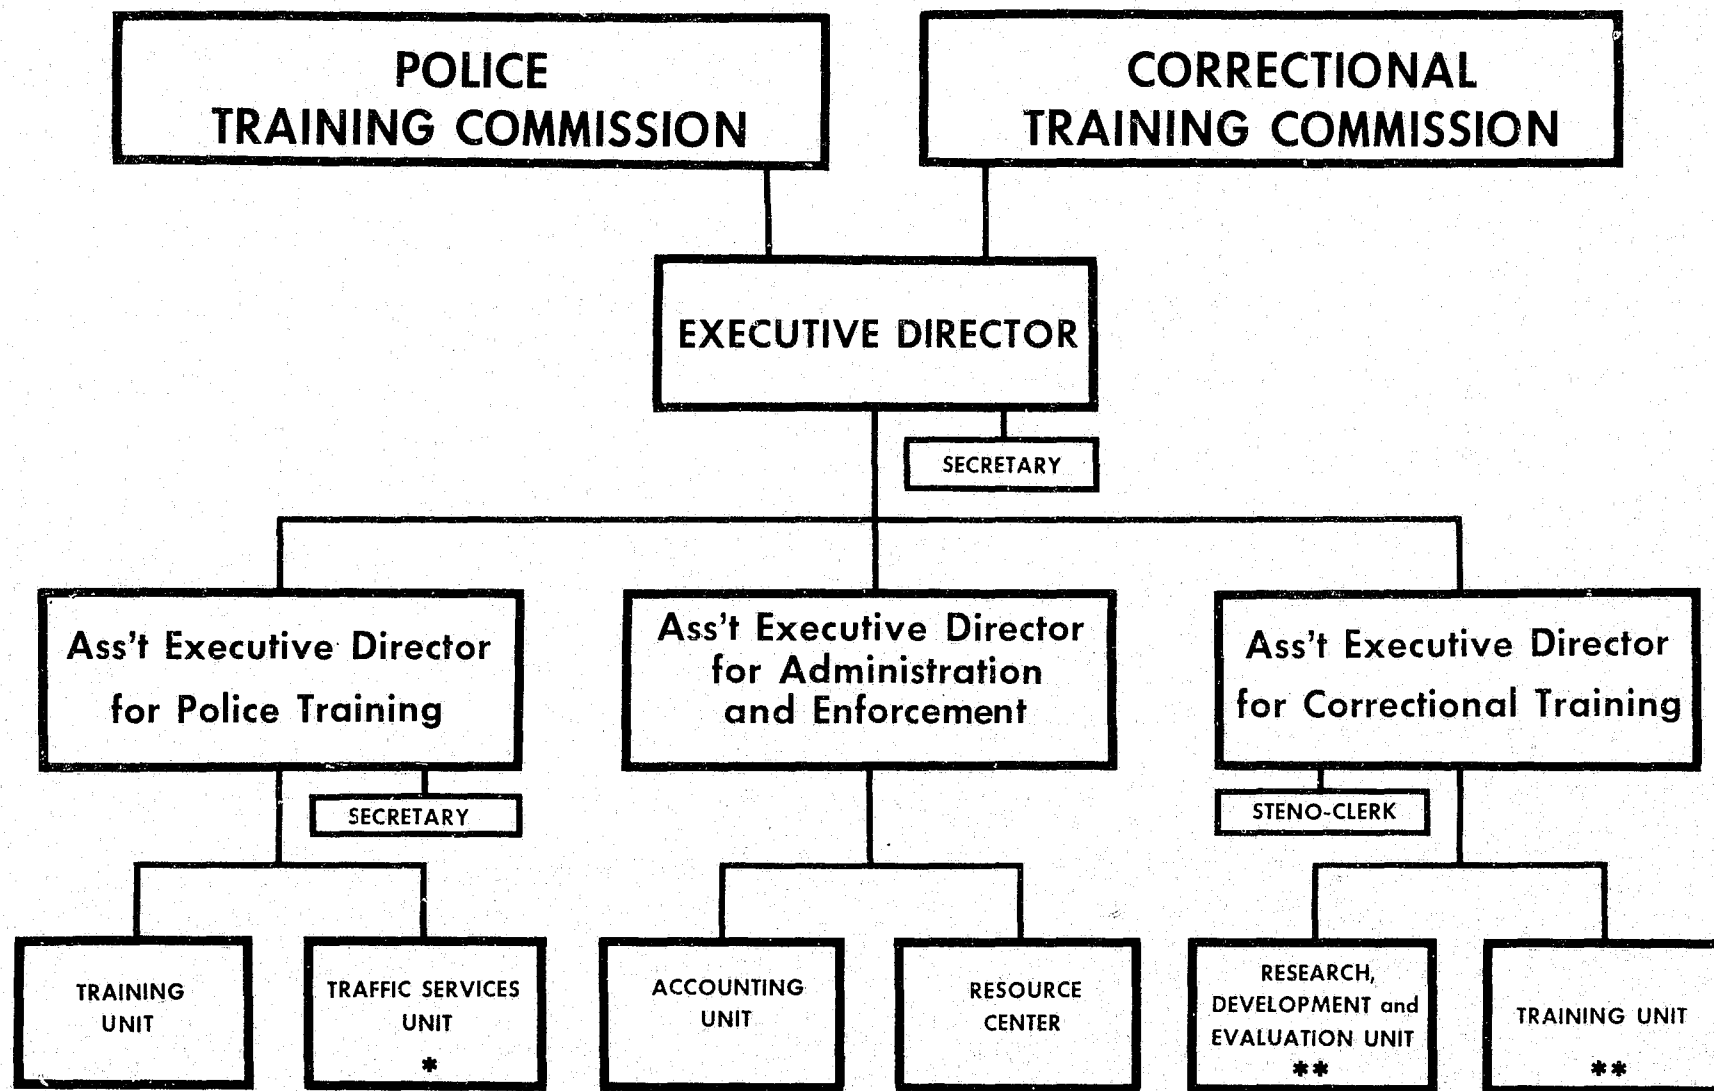 POLICE
TRAINING COMMISSION
CORRECTIONAL
TRAINING COMMISSION
EXECUTIVE DIRECTOR
SECRETARY
Ass't Executive Director
for Police Training
Ass't Executive Director
for Administration
and Enforcement
Ass't Executive Director
for Correctional Training
SECRETARY
STENO-CLERK
TRAINING
UNIT
TRAFFIC SERVICES
UNIT
*
ACCOUNTING
UNIT
RESOURCE
CENTER
RESEARCH,
DEVELOPMENT and
EVALUATION UNIT
**
TRAINING UNIT
**